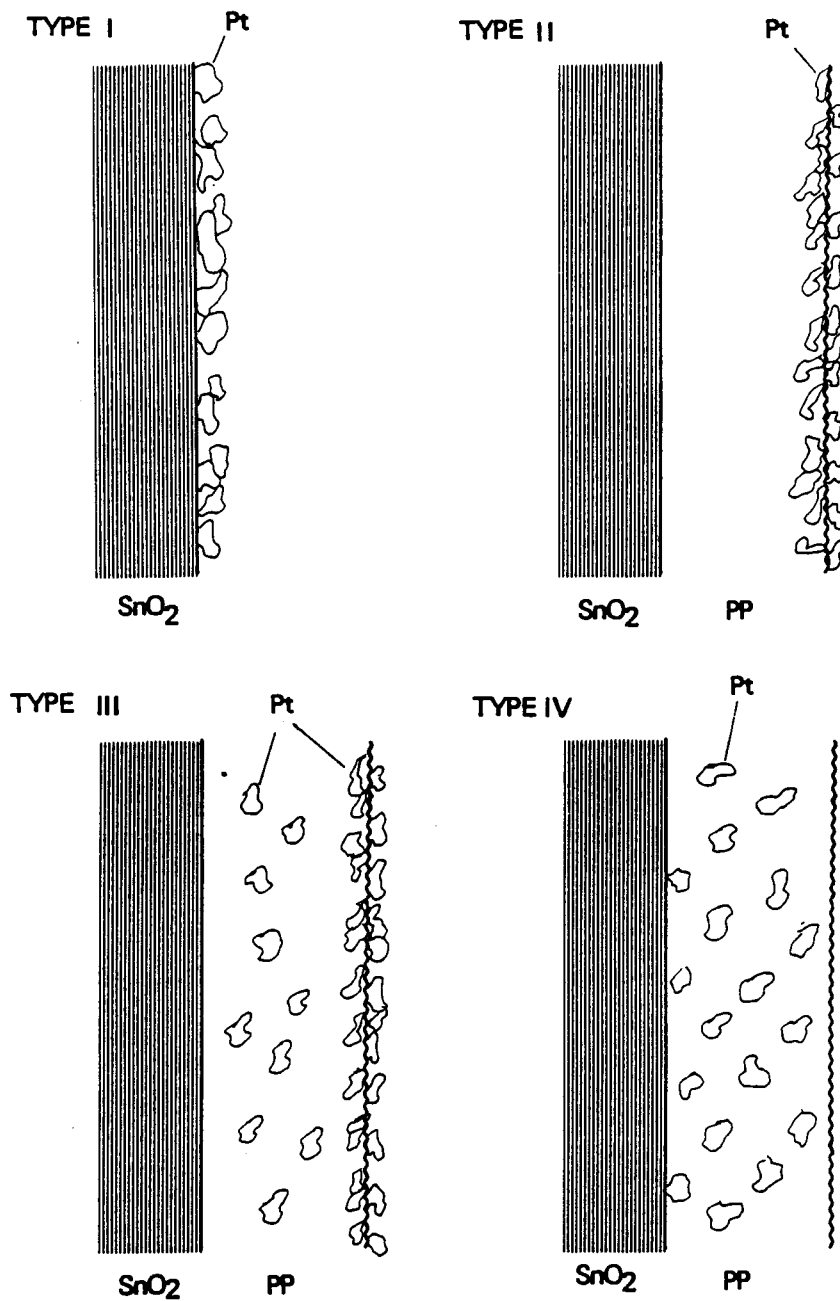 TYPE I
Pt
TYPE II
Pt
SnO2
SnO2
PP
TYPE III
Pt
TYPE IV
Pt
SnO2
PP
SnO2
PP